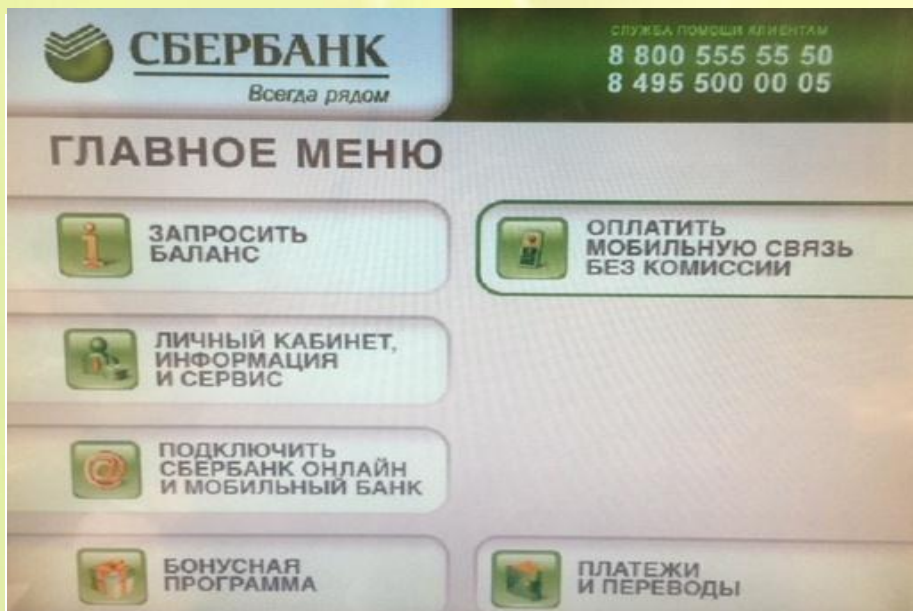 СБЕРБАНК
Всегда рядом
СЛУЖБА ПОМОЩИ КЛИЕНТАМ
8 800 555 55 50
8 495 500 00 05
ГЛАВНОЕ МЕНЮ
ЗАПРОСИТЬ
БАЛАНС
ОПЛАТИТЬ
МОБИЛЬНУЮ СВЯЗЬ
БЕЗ КОМИССИИ
ЛИЧНЫЙ КАБИНЕТ,
ИНФОРМАЦИЯ
И СЕРВИС
ПОДКЛЮЧИТЬ
СБЕРБАНК ОНЛАЙН
И МОБИЛЬНЫЙ БАНК
БОНУСНАЯ
ПРОГРАММА
ПЛАТЕЖИ
И ПЕРЕВОДЫ